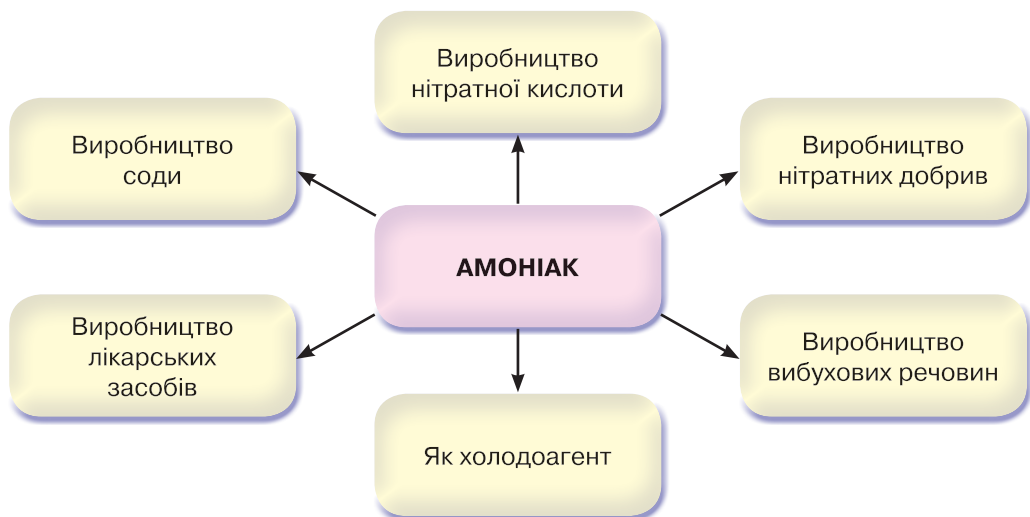 Виробництво
нітратної кислоти
Виробництво
соди
Виробництво
нітратних добрив
АМОНІАК
Виробництво
лікарських
засобів
Виробництво
вибухових речовин
Як холодоагент